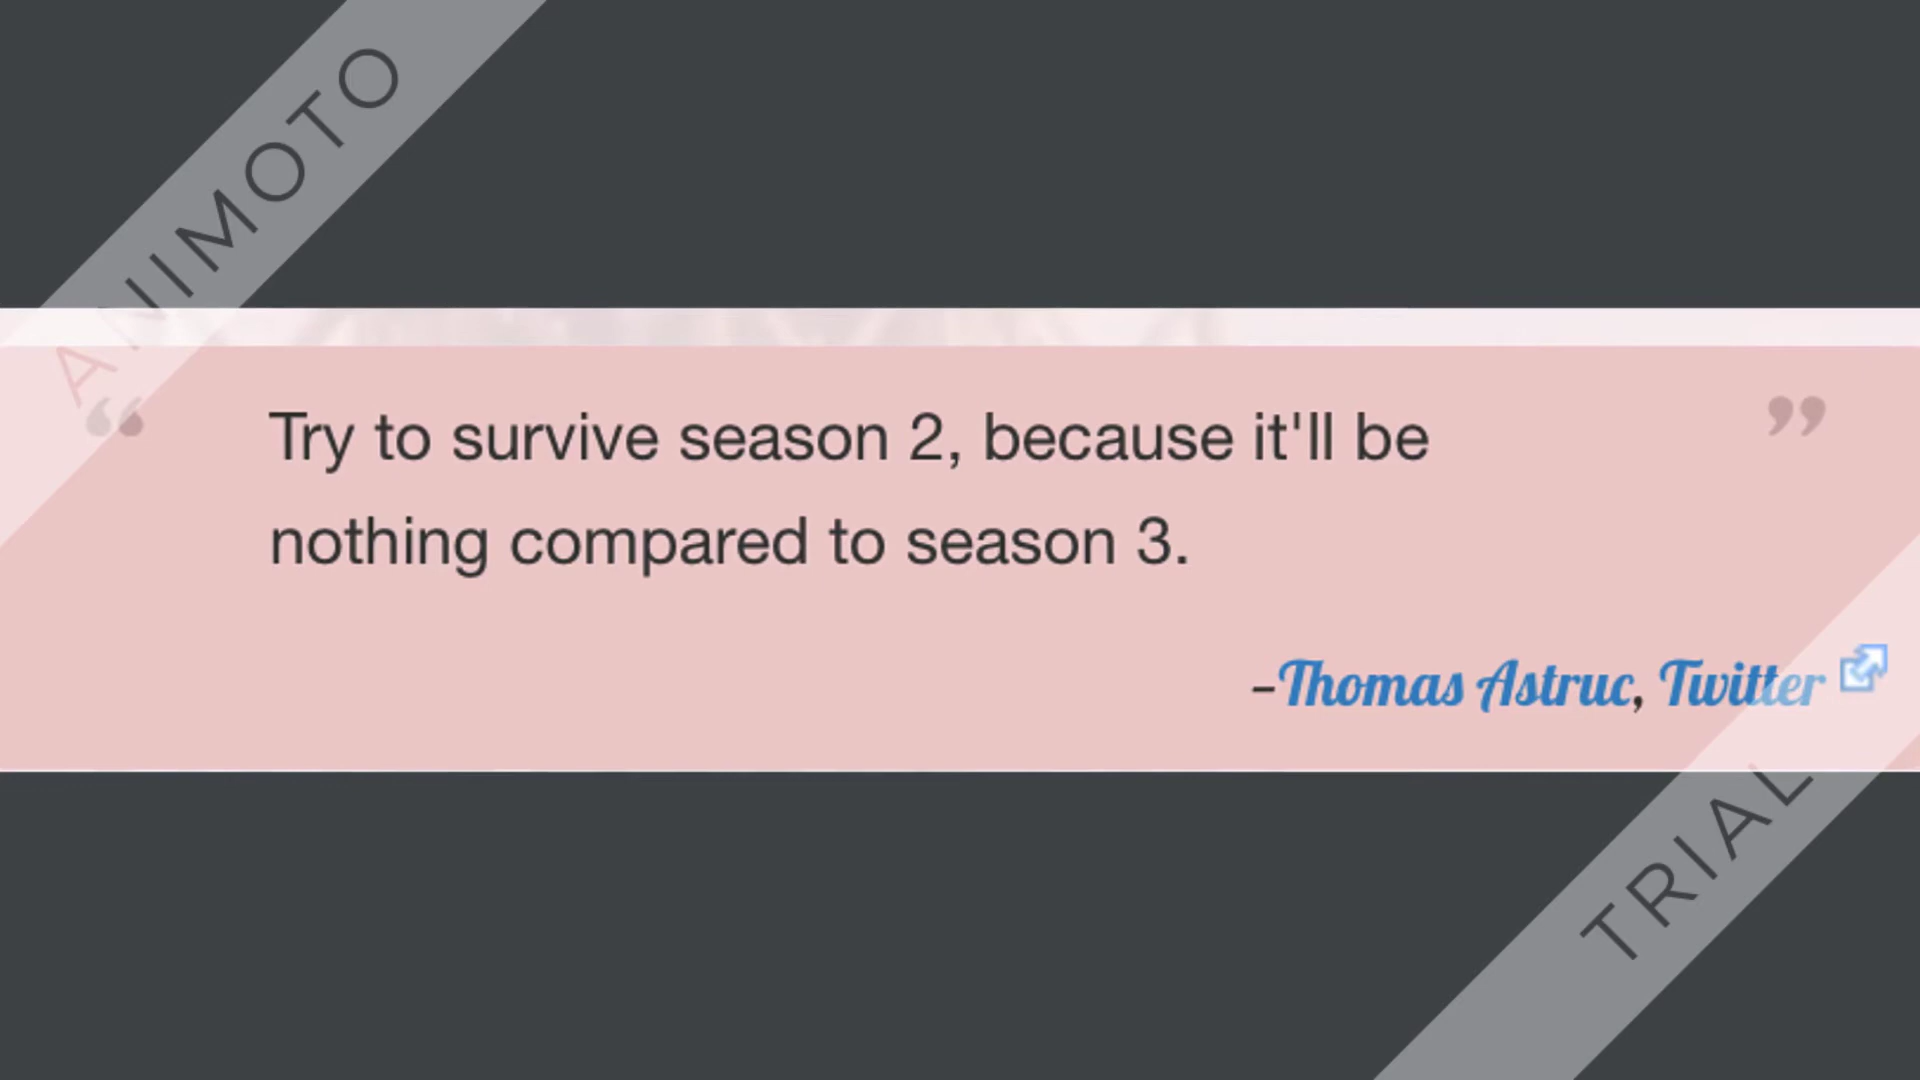 ANIMOTO
“ Try to survive season 2, because it'll be ”
nothing compared to season 3.
–Thomas Astruc, Twitter
TRIAL